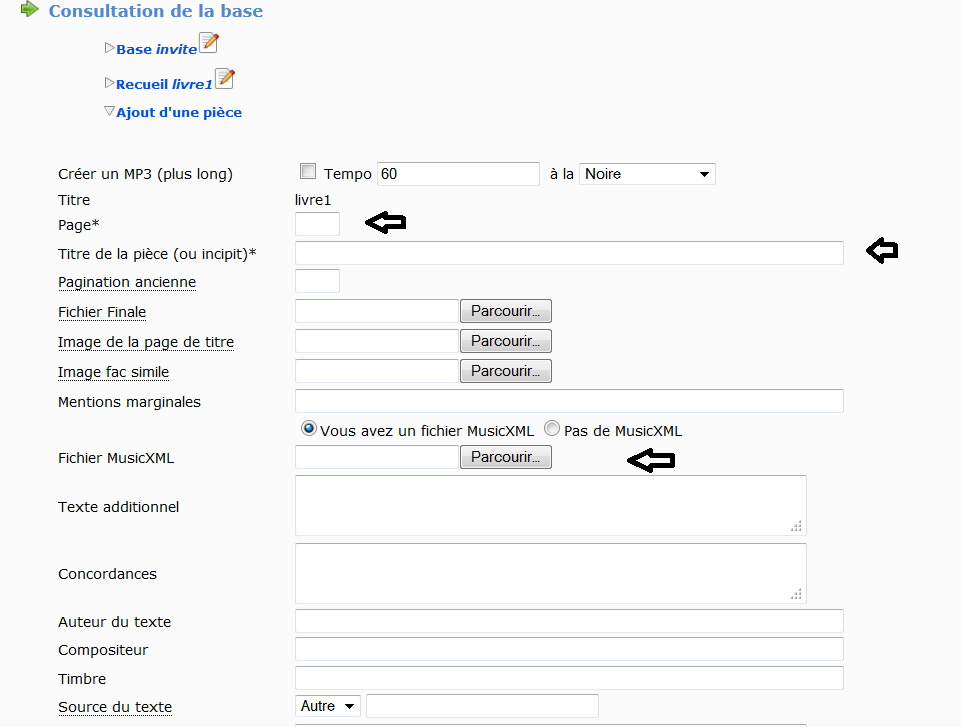 Consultation de la base
Base invite
Recueil livre1
Ajout d'une pièce
Créer un MP3 (plus long) Tempo 60 à la Noire
Titre livre1
Page*
Titre de la pièce (ou incipit)*
Pagination ancienne
Fichier Finale Parcourir...
Image de la page de titre Parcourir...
Image fac simile Parcourir...
Mentions marginales
Vous avez un fichier MusicXML Pas de MusicXML
Fichier MusicXML Parcourir...
Texte additionnel
Concordances
Auteur du texte
Compositeur
Timbre
Source du texte Autre